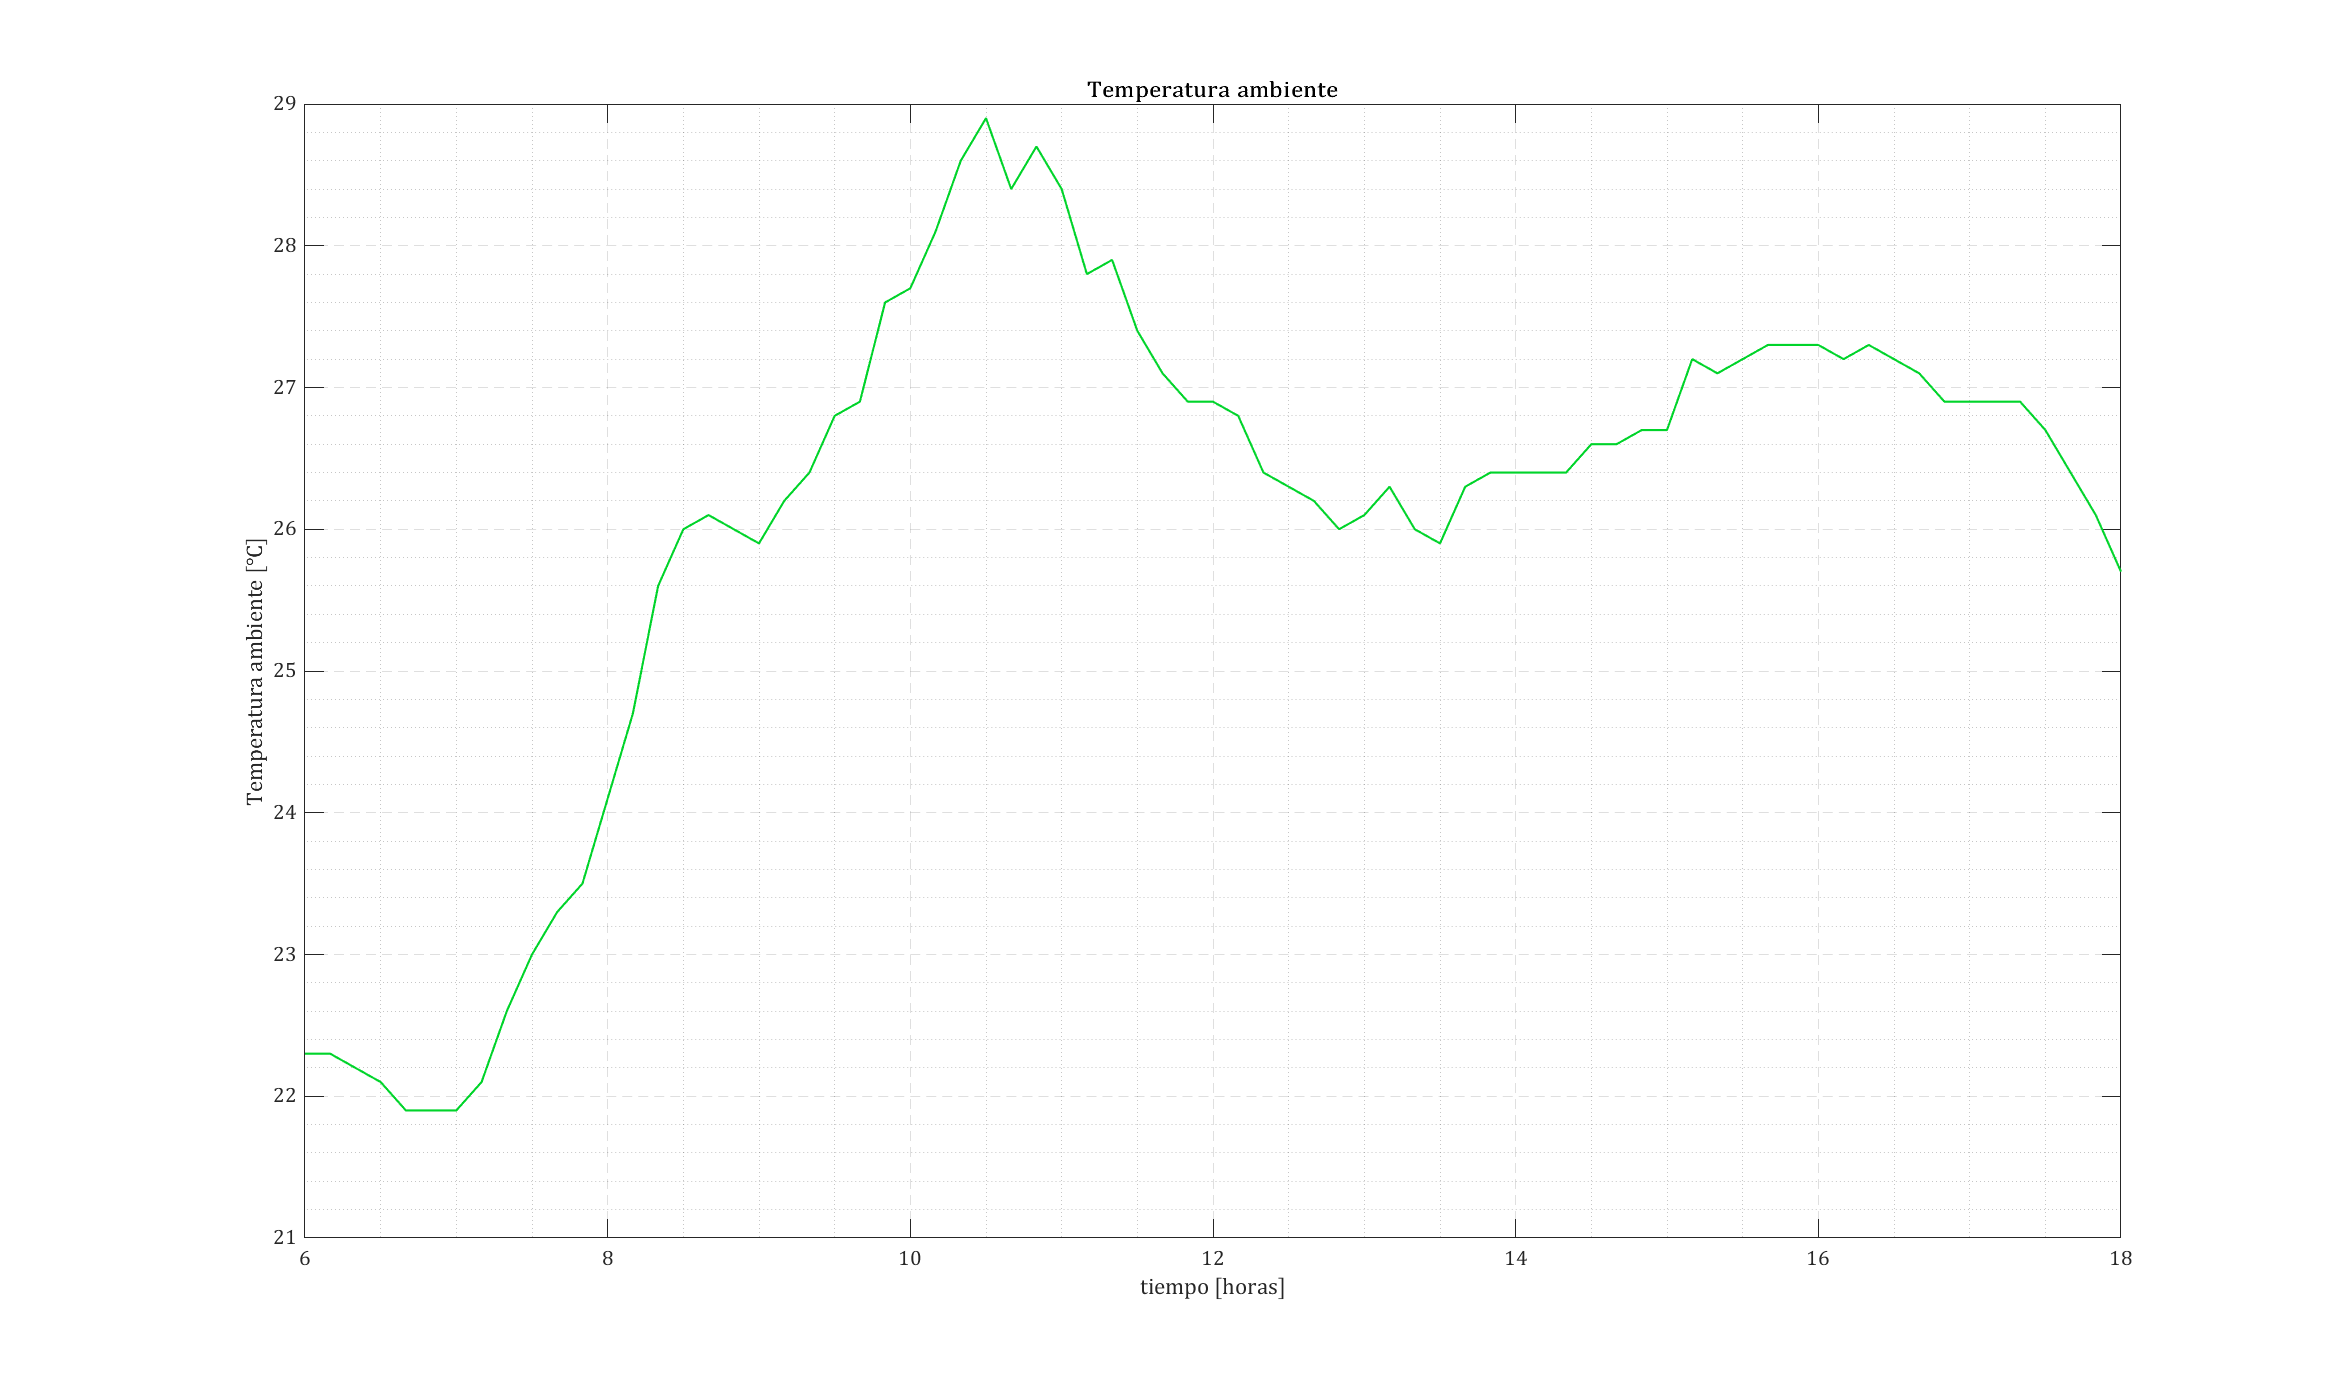 Temperatura ambiente
29
28
27
26
25
24
23
22
21
Temperatura ambiente [°C]
6 8 10 12 14 16 18
tiempo [horas]